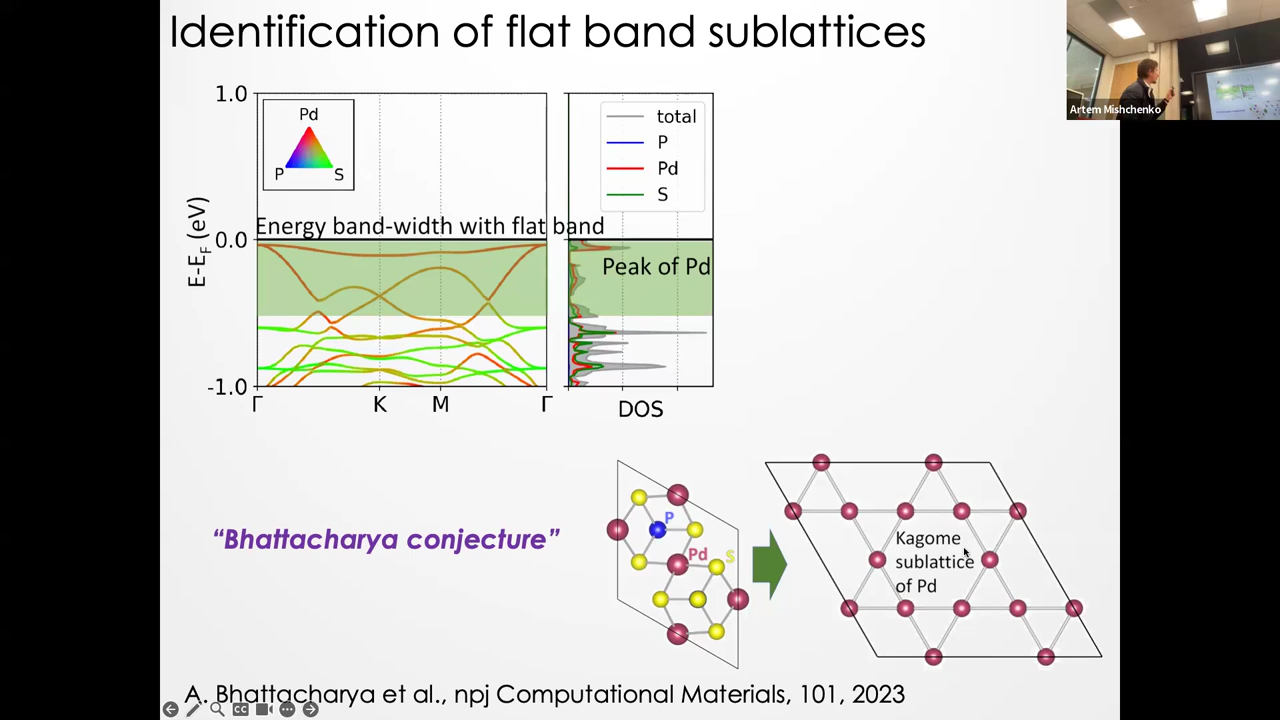 Identification of flat band sublattices
Artem Mishchenko
1.0
Pd
P
S
total
P
Pd
S
E-E_F (eV)
Energy band-width with flat band
0.0
Peak of Pd
-1.0
Γ
K
M
Γ
DOS
"Bhattacharya conjecture"
P
Pd
S
Kagome
sublattice
of Pd
A. Bhattacharya et al., npj Computational Materials, 101, 2023
CC